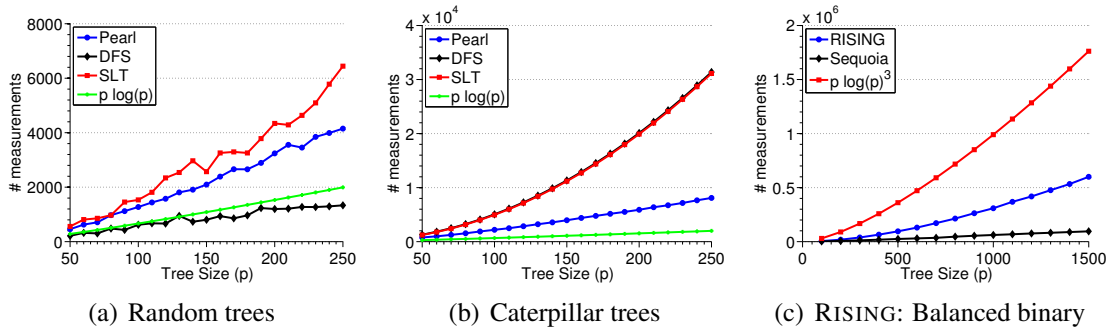 8000
6000
4000
2000
0
50
100
150
200
250
# measurements
Tree Size (p)
Pearl
DFS
SLT
p log(p)
(a) Random trees
4
3
2
1
0
x 10^4
50
100
150
200
250
# measurements
Tree Size (p)
Pearl
DFS
SLT
p log(p)
(b) Caterpillar trees
2
1.5
1
0.5
0
x 10^6
0
500
1000
1500
# measurements
Tree Size (p)
RISING
Sequoia
p log(p)^3
(c) RISING: Balanced binary